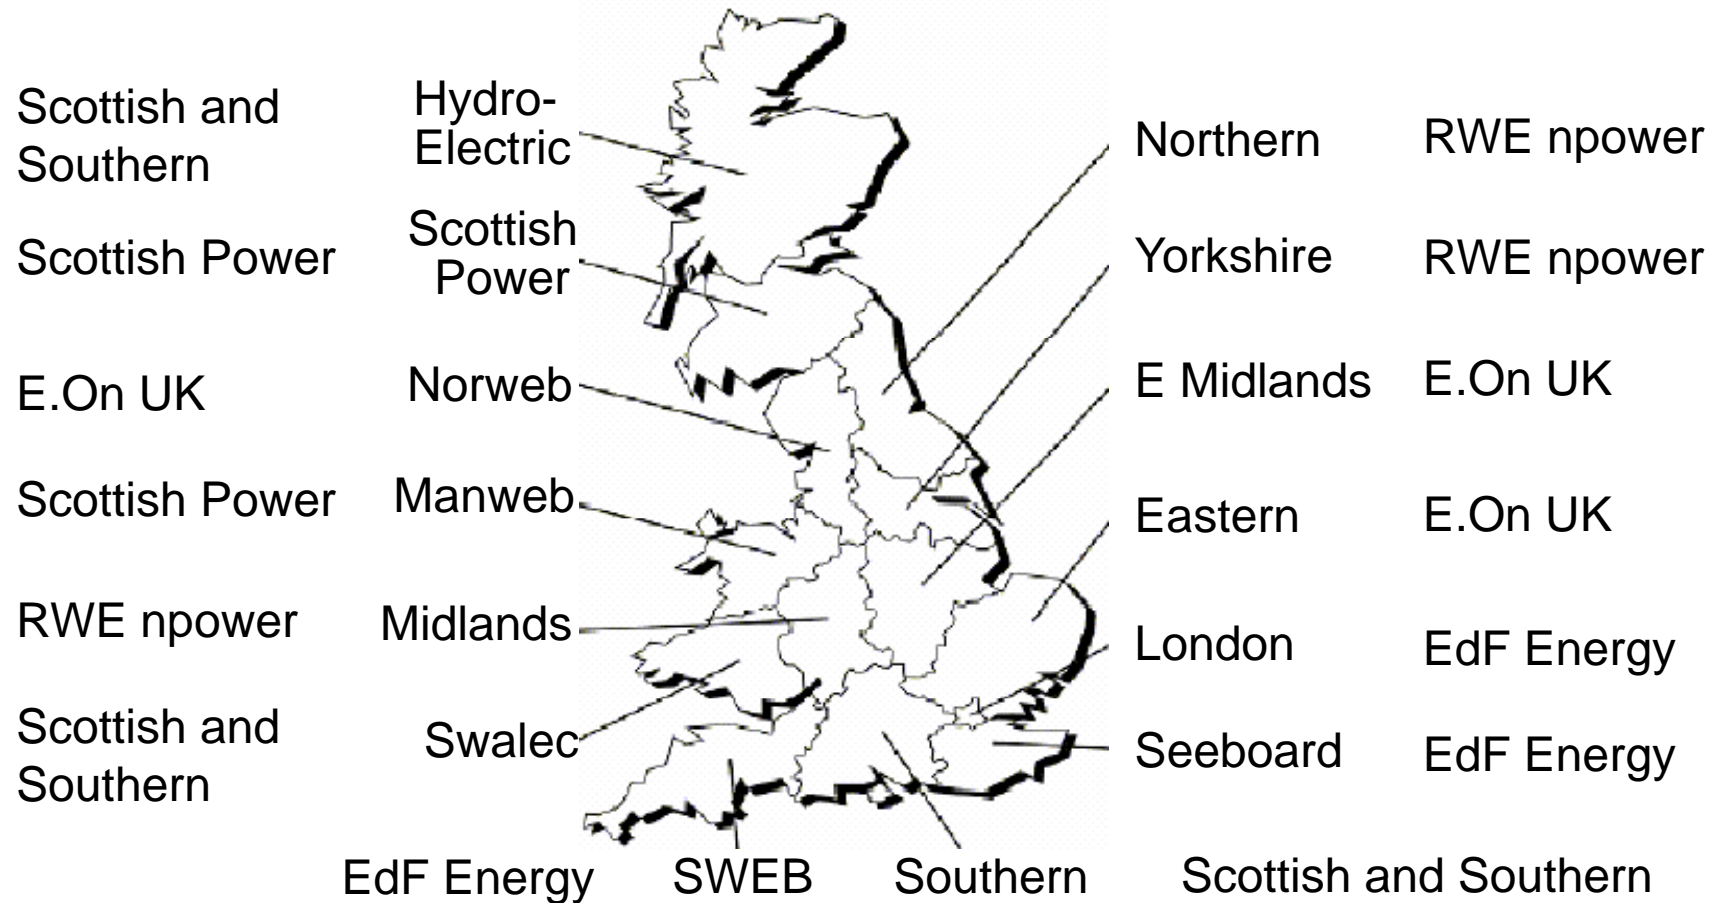 Scottish and
Southern
Hydro-
Electric
Northern
RWE npower
Scottish Power
Scottish
Power
Yorkshire
RWE npower
E.On UK
Norweb
E Midlands
E.On UK
Scottish Power
Manweb
Eastern
E.On UK
RWE npower
Midlands
London
EdF Energy
Scottish and
Southern
Swalec
Seeboard
EdF Energy
EdF Energy
SWEB
Southern
Scottish and Southern